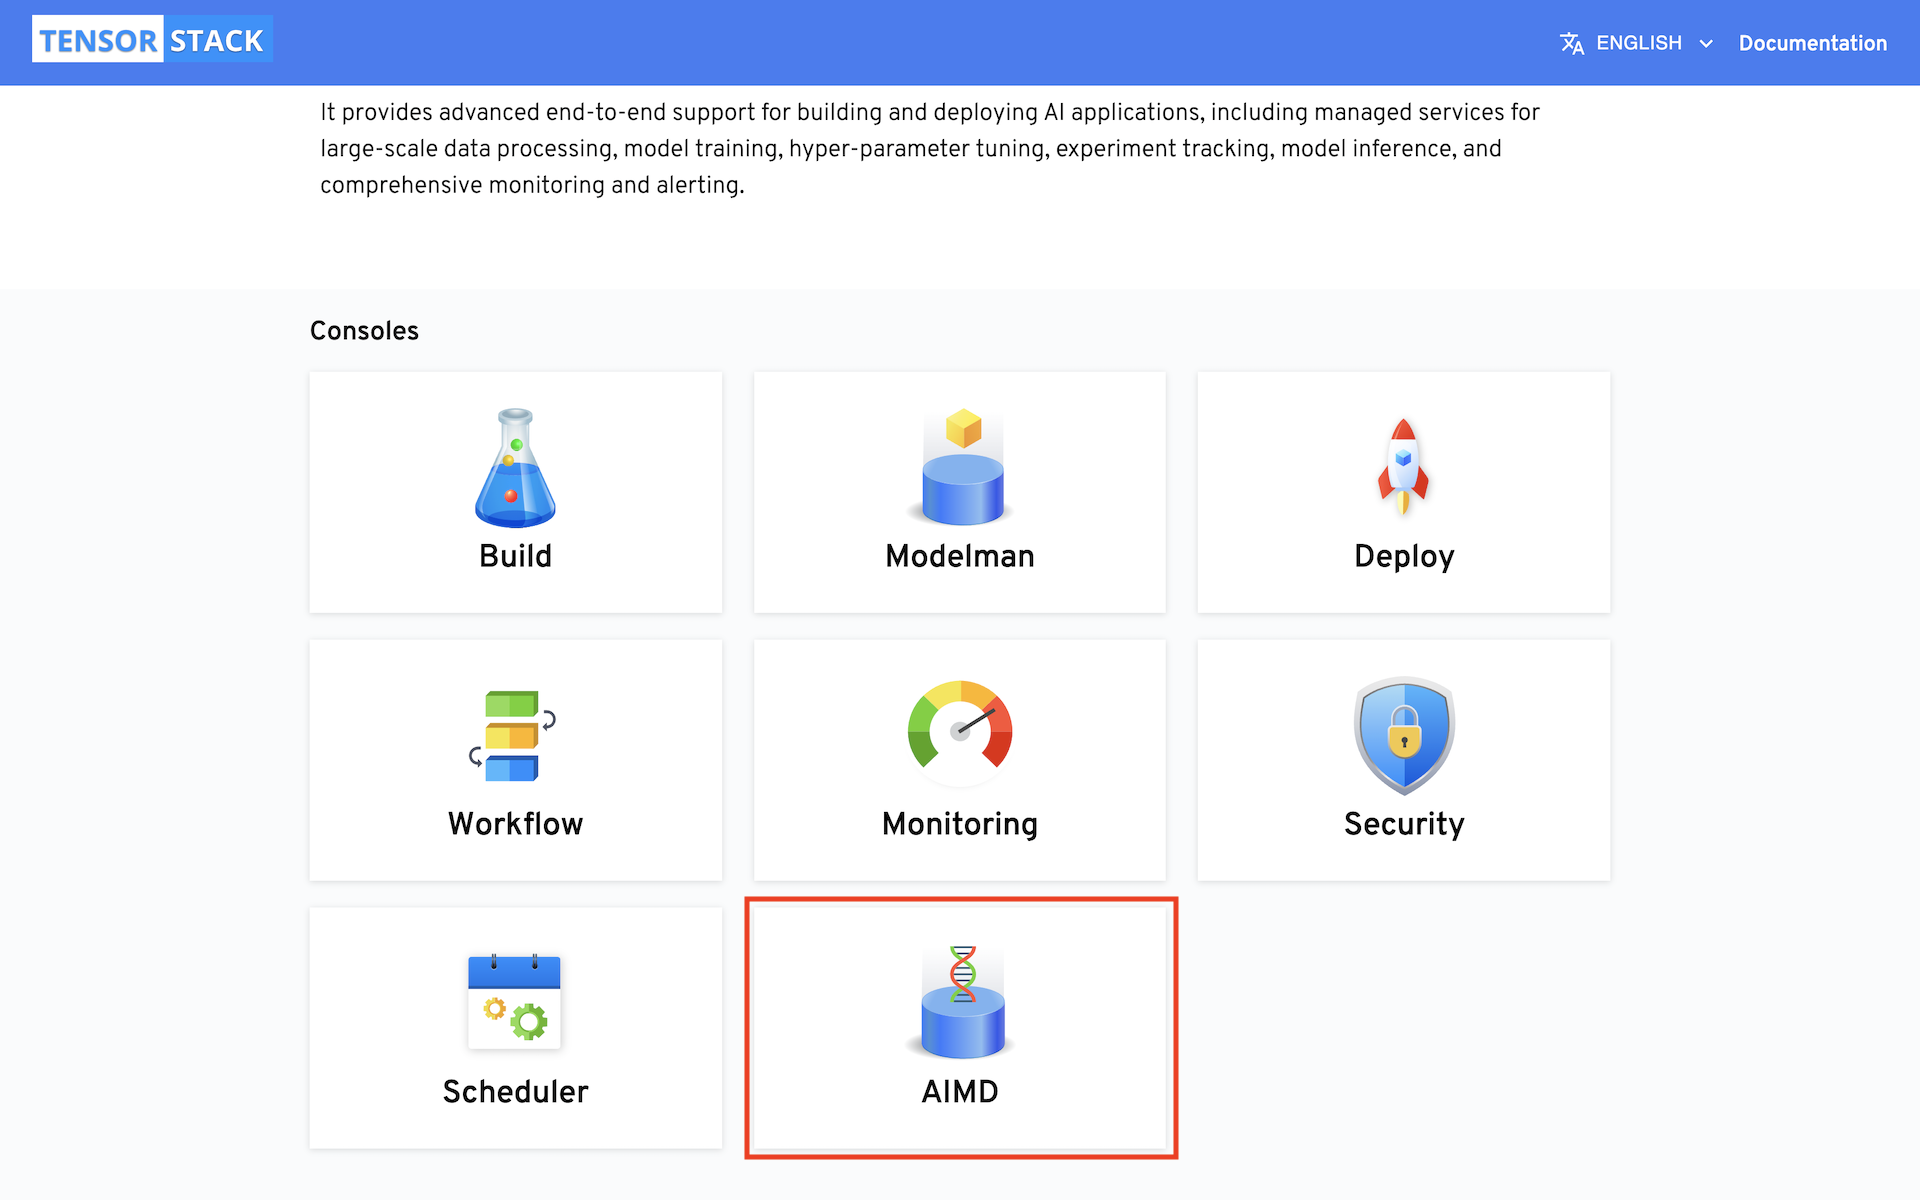 TENSOR STACK
ENGLISH
Documentation
It provides advanced end-to-end support for building and deploying AI applications, including managed services for
large-scale data processing, model training, hyper-parameter tuning, experiment tracking, model inference, and
comprehensive monitoring and alerting.
Consoles
Build
Modelman
Deploy
Workflow
Monitoring
Security
Scheduler
AIMD